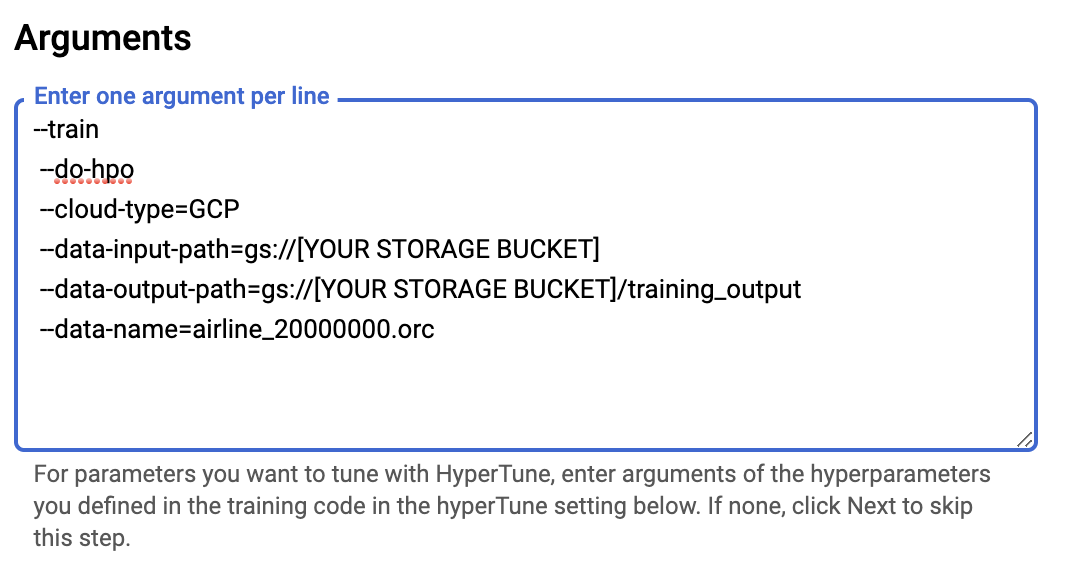 Arguments
Enter one argument per line
--train
--do-hpo
--cloud-type=GCP
--data-input-path=gs://[YOUR STORAGE BUCKET]
--data-output-path=gs://[YOUR STORAGE BUCKET]/training_output
--data-name=airline_20000000.orc
For parameters you want to tune with HyperTune, enter arguments of the hyperparameters
you defined in the training code in the hyperTune setting below. If none, click Next to skip
this step.